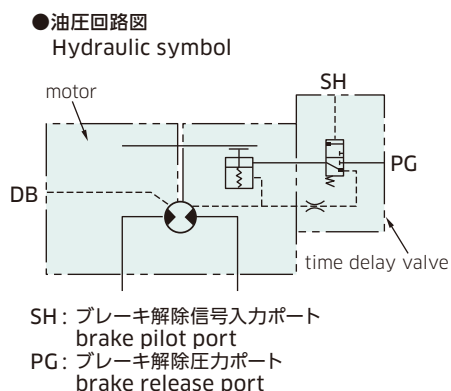 ●油圧回路図
Hydraulic symbol
SH
motor
PG
DB
time delay valve
SH : ブレーキ解除信号入力ポート
brake pilot port
PG : ブレーキ解除圧力ポート
brake release port